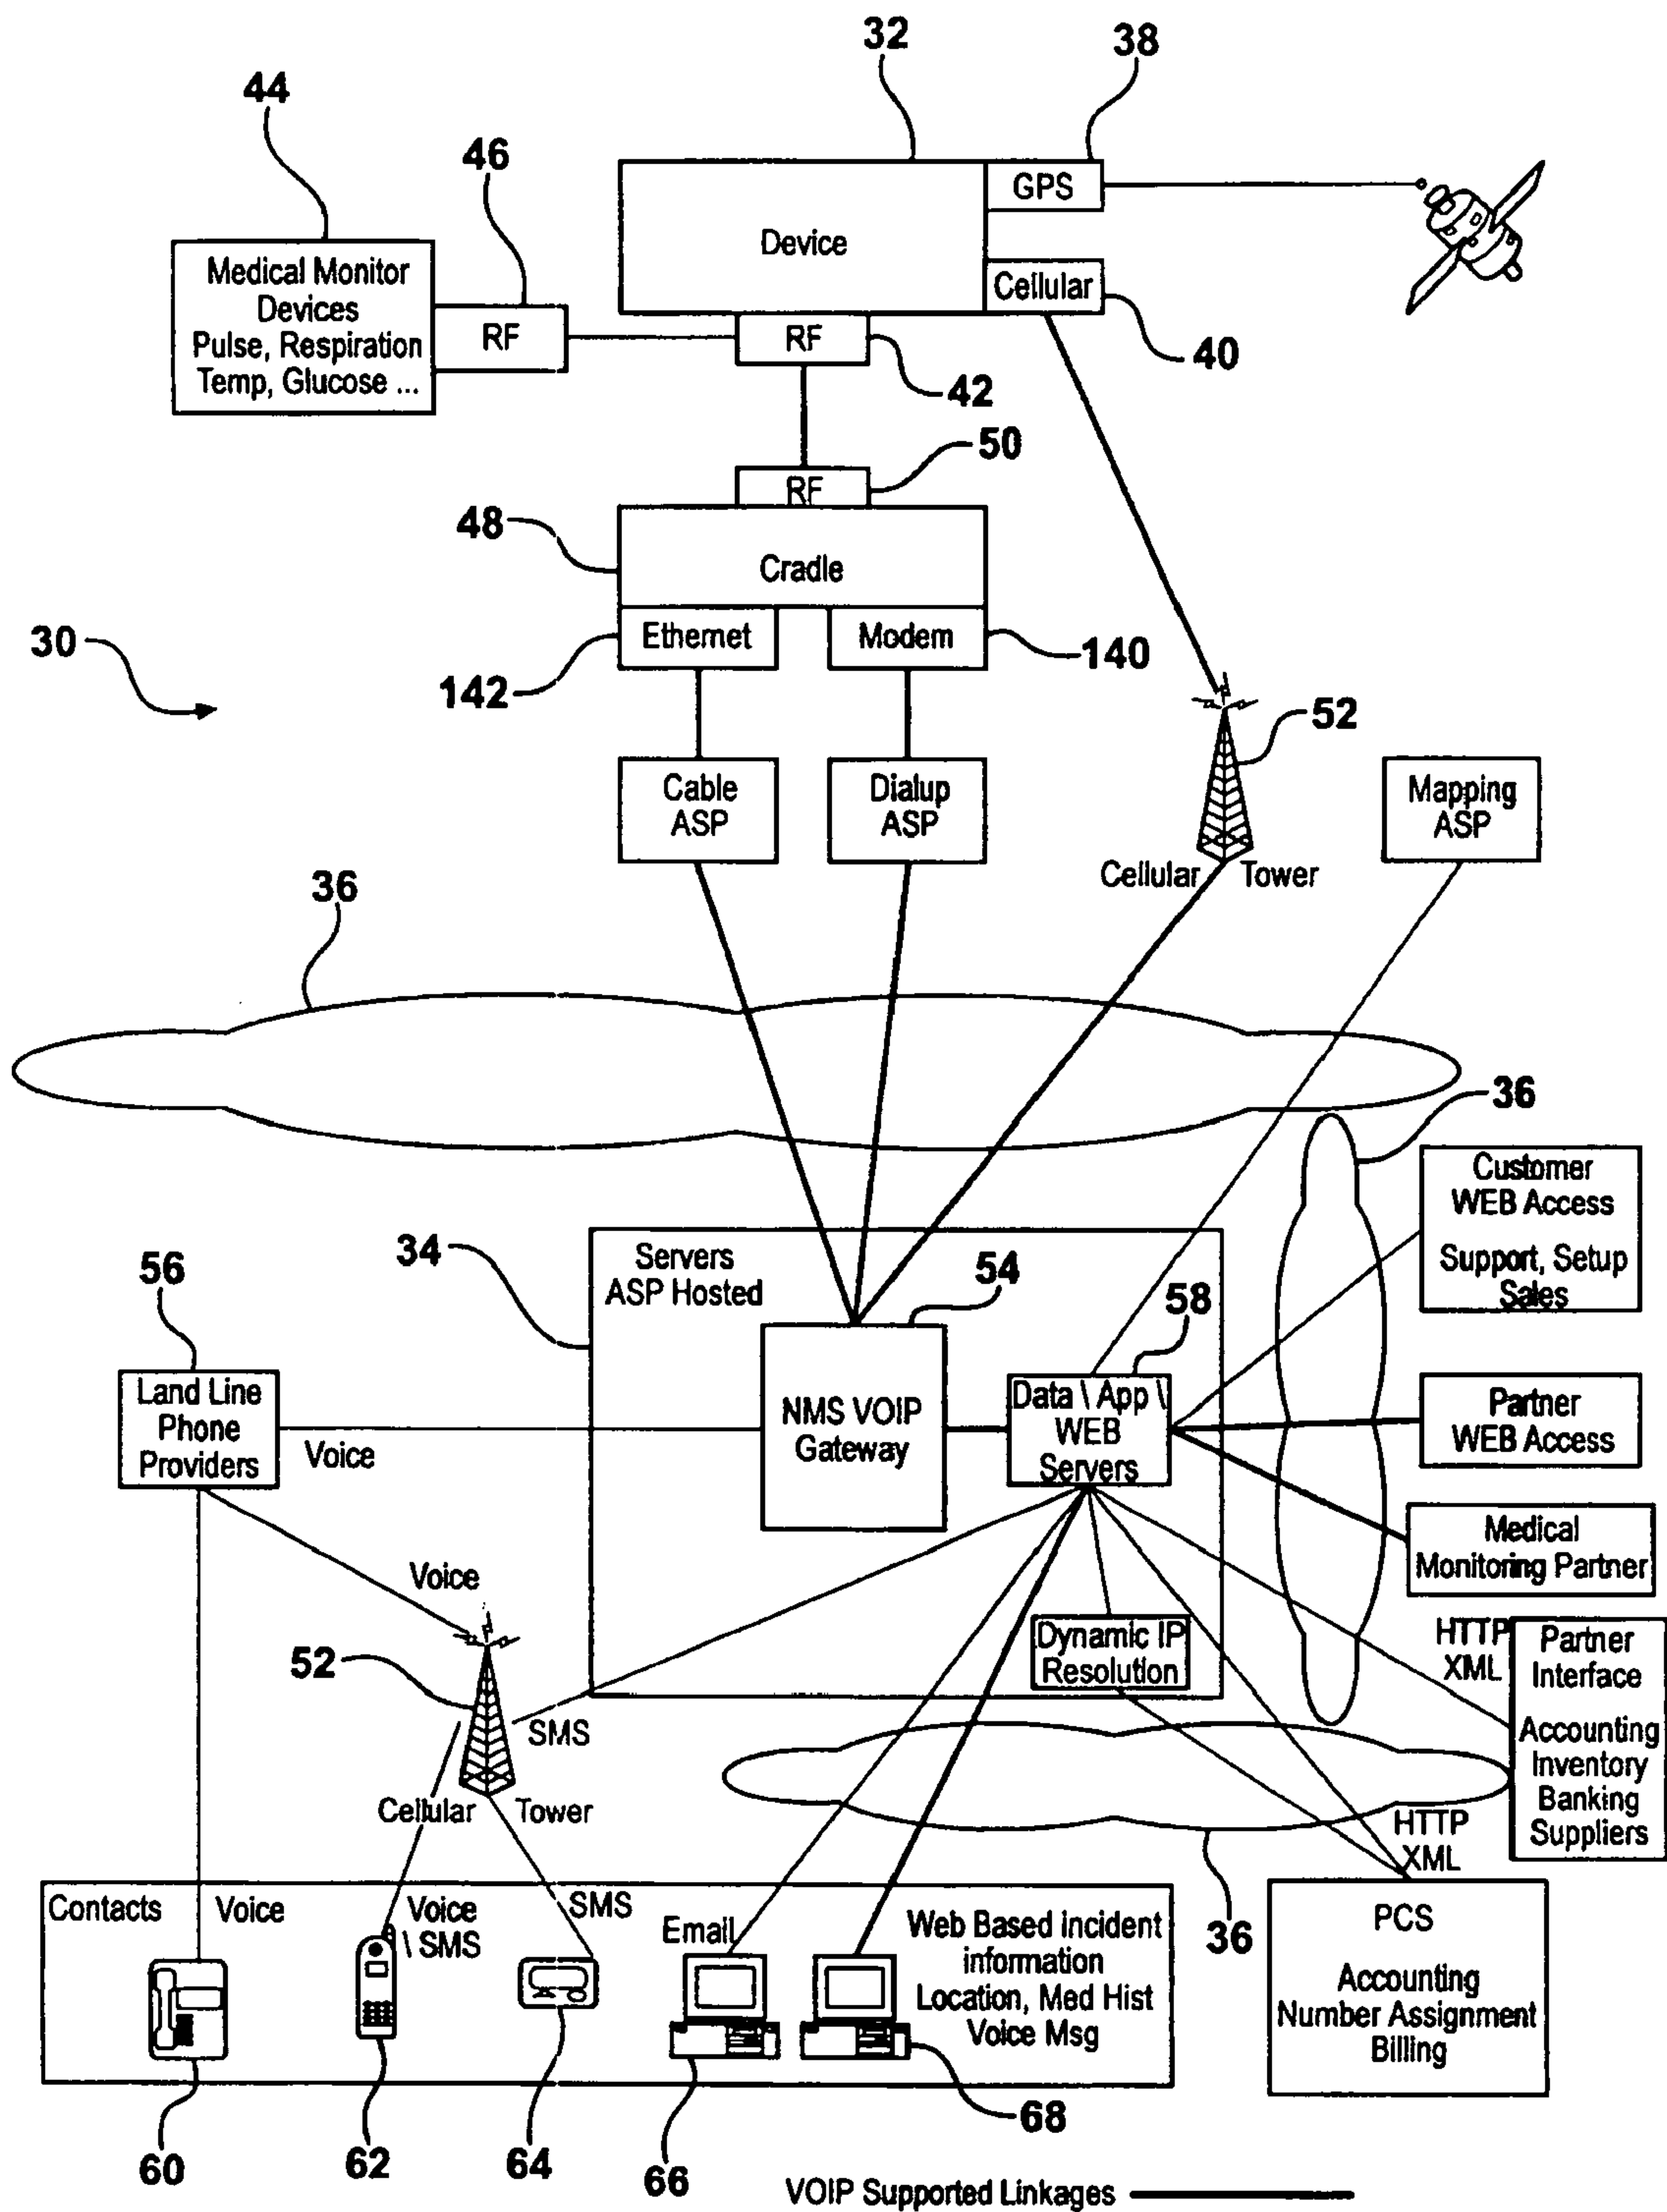 32
38
44
46
GPS
Device
Medical Monitor
Devices
Pulse, Respiration
Temp, Glucose ...
RF
Cellular
RF
40
42
50
RF
48
Cradle
30
Ethernet
Modem
140
142
52
Cable
ASP
Dialup
ASP
Mapping
ASP
Cellular Tower
36
36
Customer
WEB Access
Support, Setup
Sales
34
Servers
ASP Hosted
54
58
56
Land Line
Phone
Providers
Voice
NMS VOIP
Gateway
Data \ App \
WEB
Servers
Partner
WEB Access
Medical
Monitoring Partner
Voice
52
SMS
Dynamic IP
Resolution
HTTP
XML
Partner
Interface
Accounting
Inventory
Banking
Suppliers
Cellular Tower
HTTP
XML
36
Contacts
Voice
Voice
\ SMS
SMS
Email
Web Based Incident
information
Location, Med Hist
Voice Msg
PCS
Accounting
Number Assignment
Billing
60
62
64
66
68
VOIP Supported Linkages